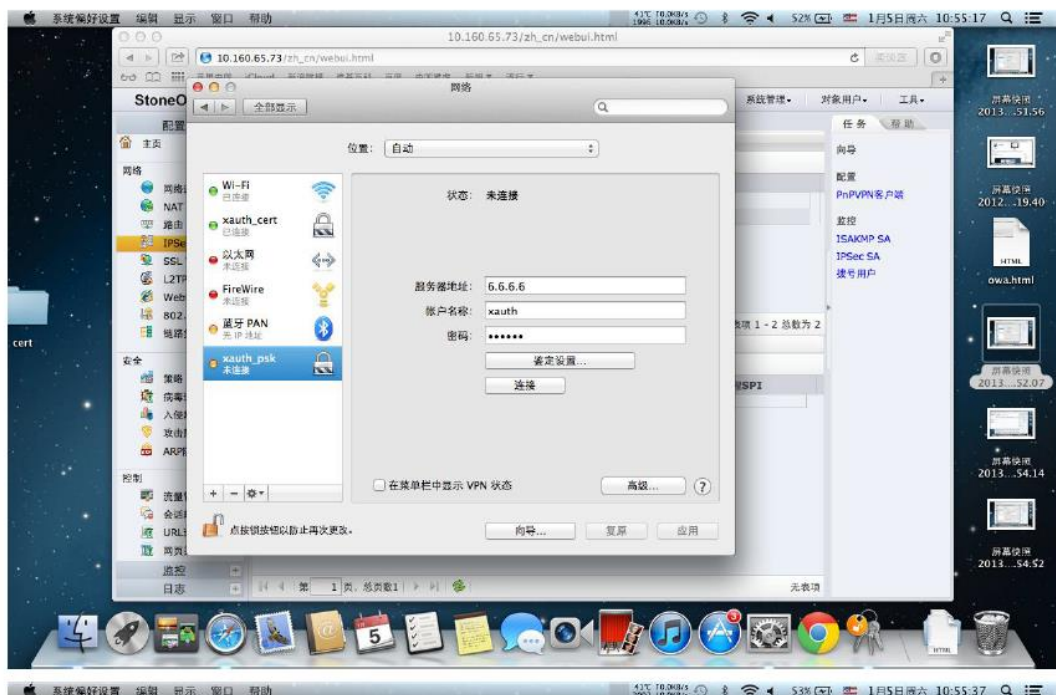 系统偏好设置 编辑 显示 窗口 帮助
52% 1月5日周六 10:55:17
10.160.65.73/zh_cn/webui.html
10.160.65.73/zh_cn/webui.html
网络
全部显示
StoneO
系统管理 对象用户 工具
配置
任务 帮助
主页
向导
网络
配置
NAT
PnPVPN客户端
路由
监控
IPSe
ISAKMP SA
SSL
IPSec SA
L2TP
拨号用户
Web
802.
安全
策略
ARP
控制
URL
监控
日志
位置: 自动
Wi-Fi
已连接
xauth_cert
已连接
以太网
未连接
FireWire
未连接
蓝牙 PAN
无 IP 地址
xauth_psk
未连接
状态: 未连接
服务器地址: 6.6.6.6
帐户名称: xauth
密码: ••••••
鉴定设置...
连接
在菜单栏中显示 VPN 状态
高级... ?
点按锁按钮以防止再次更改。
向导... 复原 应用
1 - 2 总数为 2
SPI
第 1 页, 总页数1
无表项
cert
屏幕快照
2013...51.56
屏幕快照
2012...19.40
HTML
owa.html
屏幕快照
2013...52.07
屏幕快照
2013...54.14
屏幕快照
2013...54.52
5
3
HTML
系统偏好设置 编辑 显示 窗口 帮助
53% 1月5日周六 10:55:37